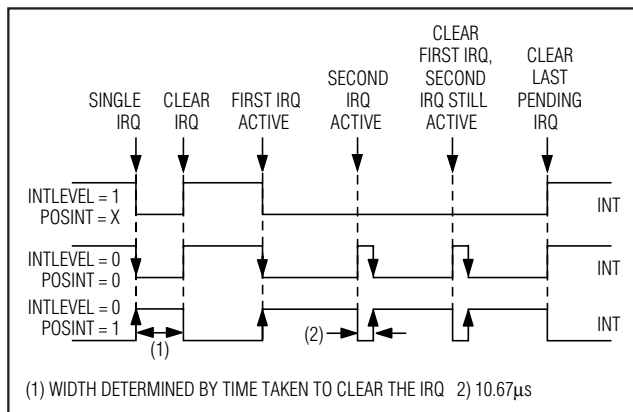 SINGLE
IRQ
CLEAR
IRQ
FIRST IRQ
ACTIVE
SECOND
IRQ
ACTIVE
CLEAR
FIRST IRQ,
SECOND
IRQ STILL
ACTIVE
CLEAR
LAST
PENDING
IRQ
INTLEVEL = 1
POSINT = X
INT
INTLEVEL = 0
POSINT = 0
INT
INTLEVEL = 0
POSINT = 1
(1)
(2)
INT
(1) WIDTH DETERMINED BY TIME TAKEN TO CLEAR THE IRQ 2) 10.67μs